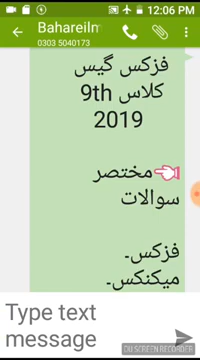 12:06 PM
Bahareilm
0303 5040173
فزکس گیس
کلاس 9th
2019
👈مختصر
سوالات
فزکس۔
میکنکس۔
Type text
message
DU SCREEN RECORDER